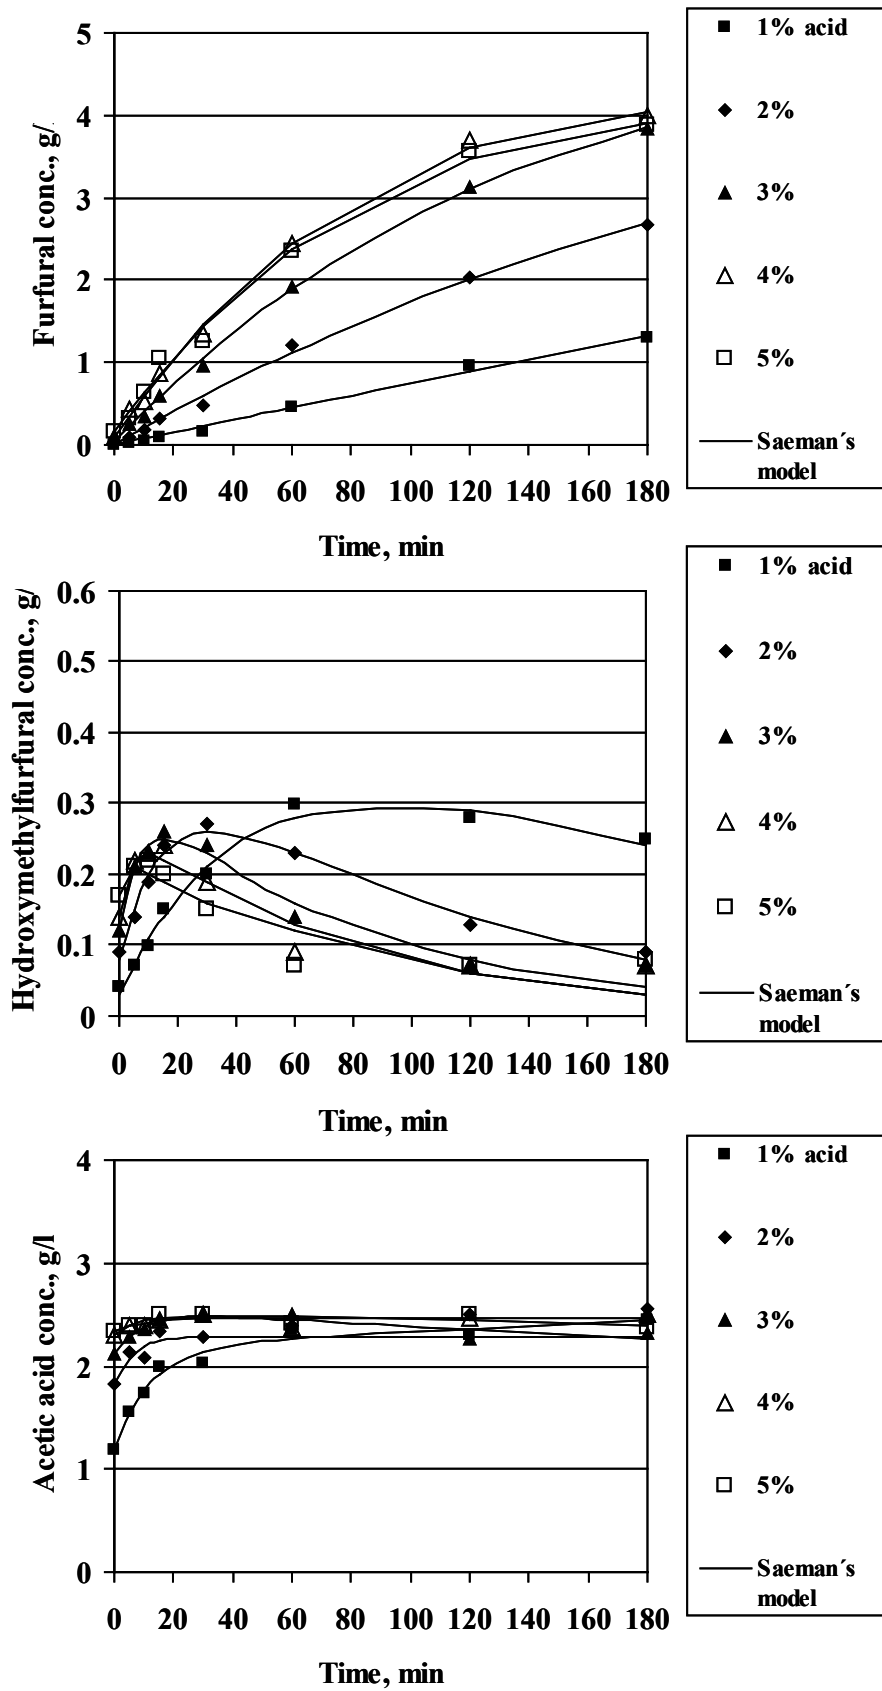 Furfural conc., g/
5
4
3
2
1
0
0 20 40 60 80 100 120 140 160 180
Time, min
1% acid
2%
3%
4%
5%
Saeman´s
model
Hydroxymethylfurfural conc., g/
0.6
0.5
0.4
0.3
0.2
0.1
0
0 20 40 60 80 100 120 140 160 180
Time, min
1% acid
2%
3%
4%
5%
Saeman´s
model
Acetic acid conc., g/l
4
3
2
1
0
0 20 40 60 80 100 120 140 160 180
Time, min
1% acid
2%
3%
4%
5%
Saeman´s
model